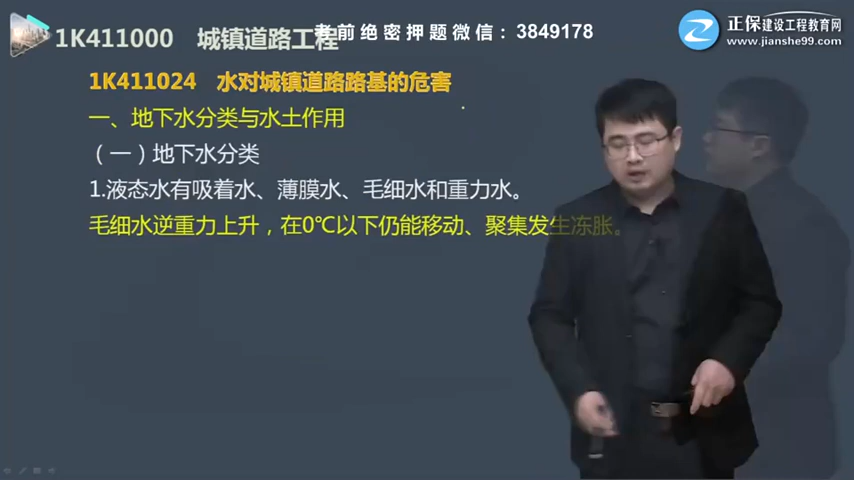 1K411000 城镇道路工程
考前绝密押题微信：3849178
正保建设工程教育网
www.jianshe99.com
1K411024 水对城镇道路路基的危害
一、地下水分类与水土作用
（一）地下水分类
1.液态水有吸着水、薄膜水、毛细水和重力水。
毛细水逆重力上升，在0℃以下仍能移动、聚集发生冻胀。